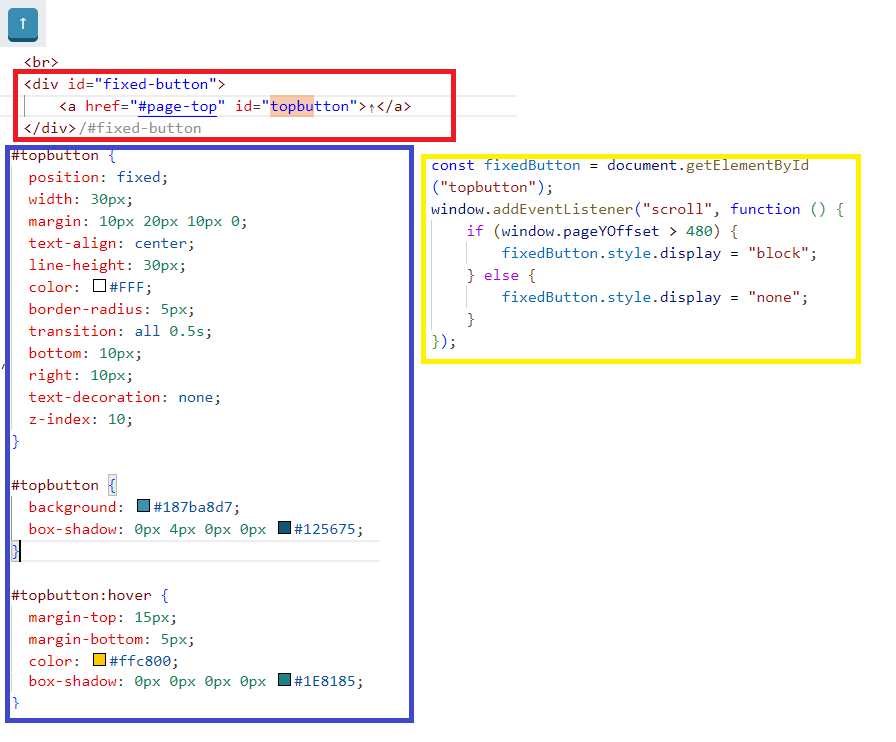 ↑
<br>
<div id="fixed-button">
<a href="#page-top" id="topbutton">↑</a>
</div>/#fixed-button
#topbutton {
position: fixed;
width: 30px;
margin: 10px 20px 10px 0;
text-align: center;
line-height: 30px;
color: #FFF;
border-radius: 5px;
transition: all 0.5s;
bottom: 10px;
right: 10px;
text-decoration: none;
z-index: 10;
}
#topbutton {
background: #187ba8d7;
box-shadow: 0px 4px 0px 0px #125675;
}
#topbutton:hover {
margin-top: 15px;
margin-bottom: 5px;
color: #ffc800;
box-shadow: 0px 0px 0px 0px #1E8185;
}
const fixedButton = document.getElementById
("topbutton");
window.addEventListener("scroll", function () {
if (window.pageYOffset > 480) {
fixedButton.style.display = "block";
} else {
fixedButton.style.display = "none";
}
});